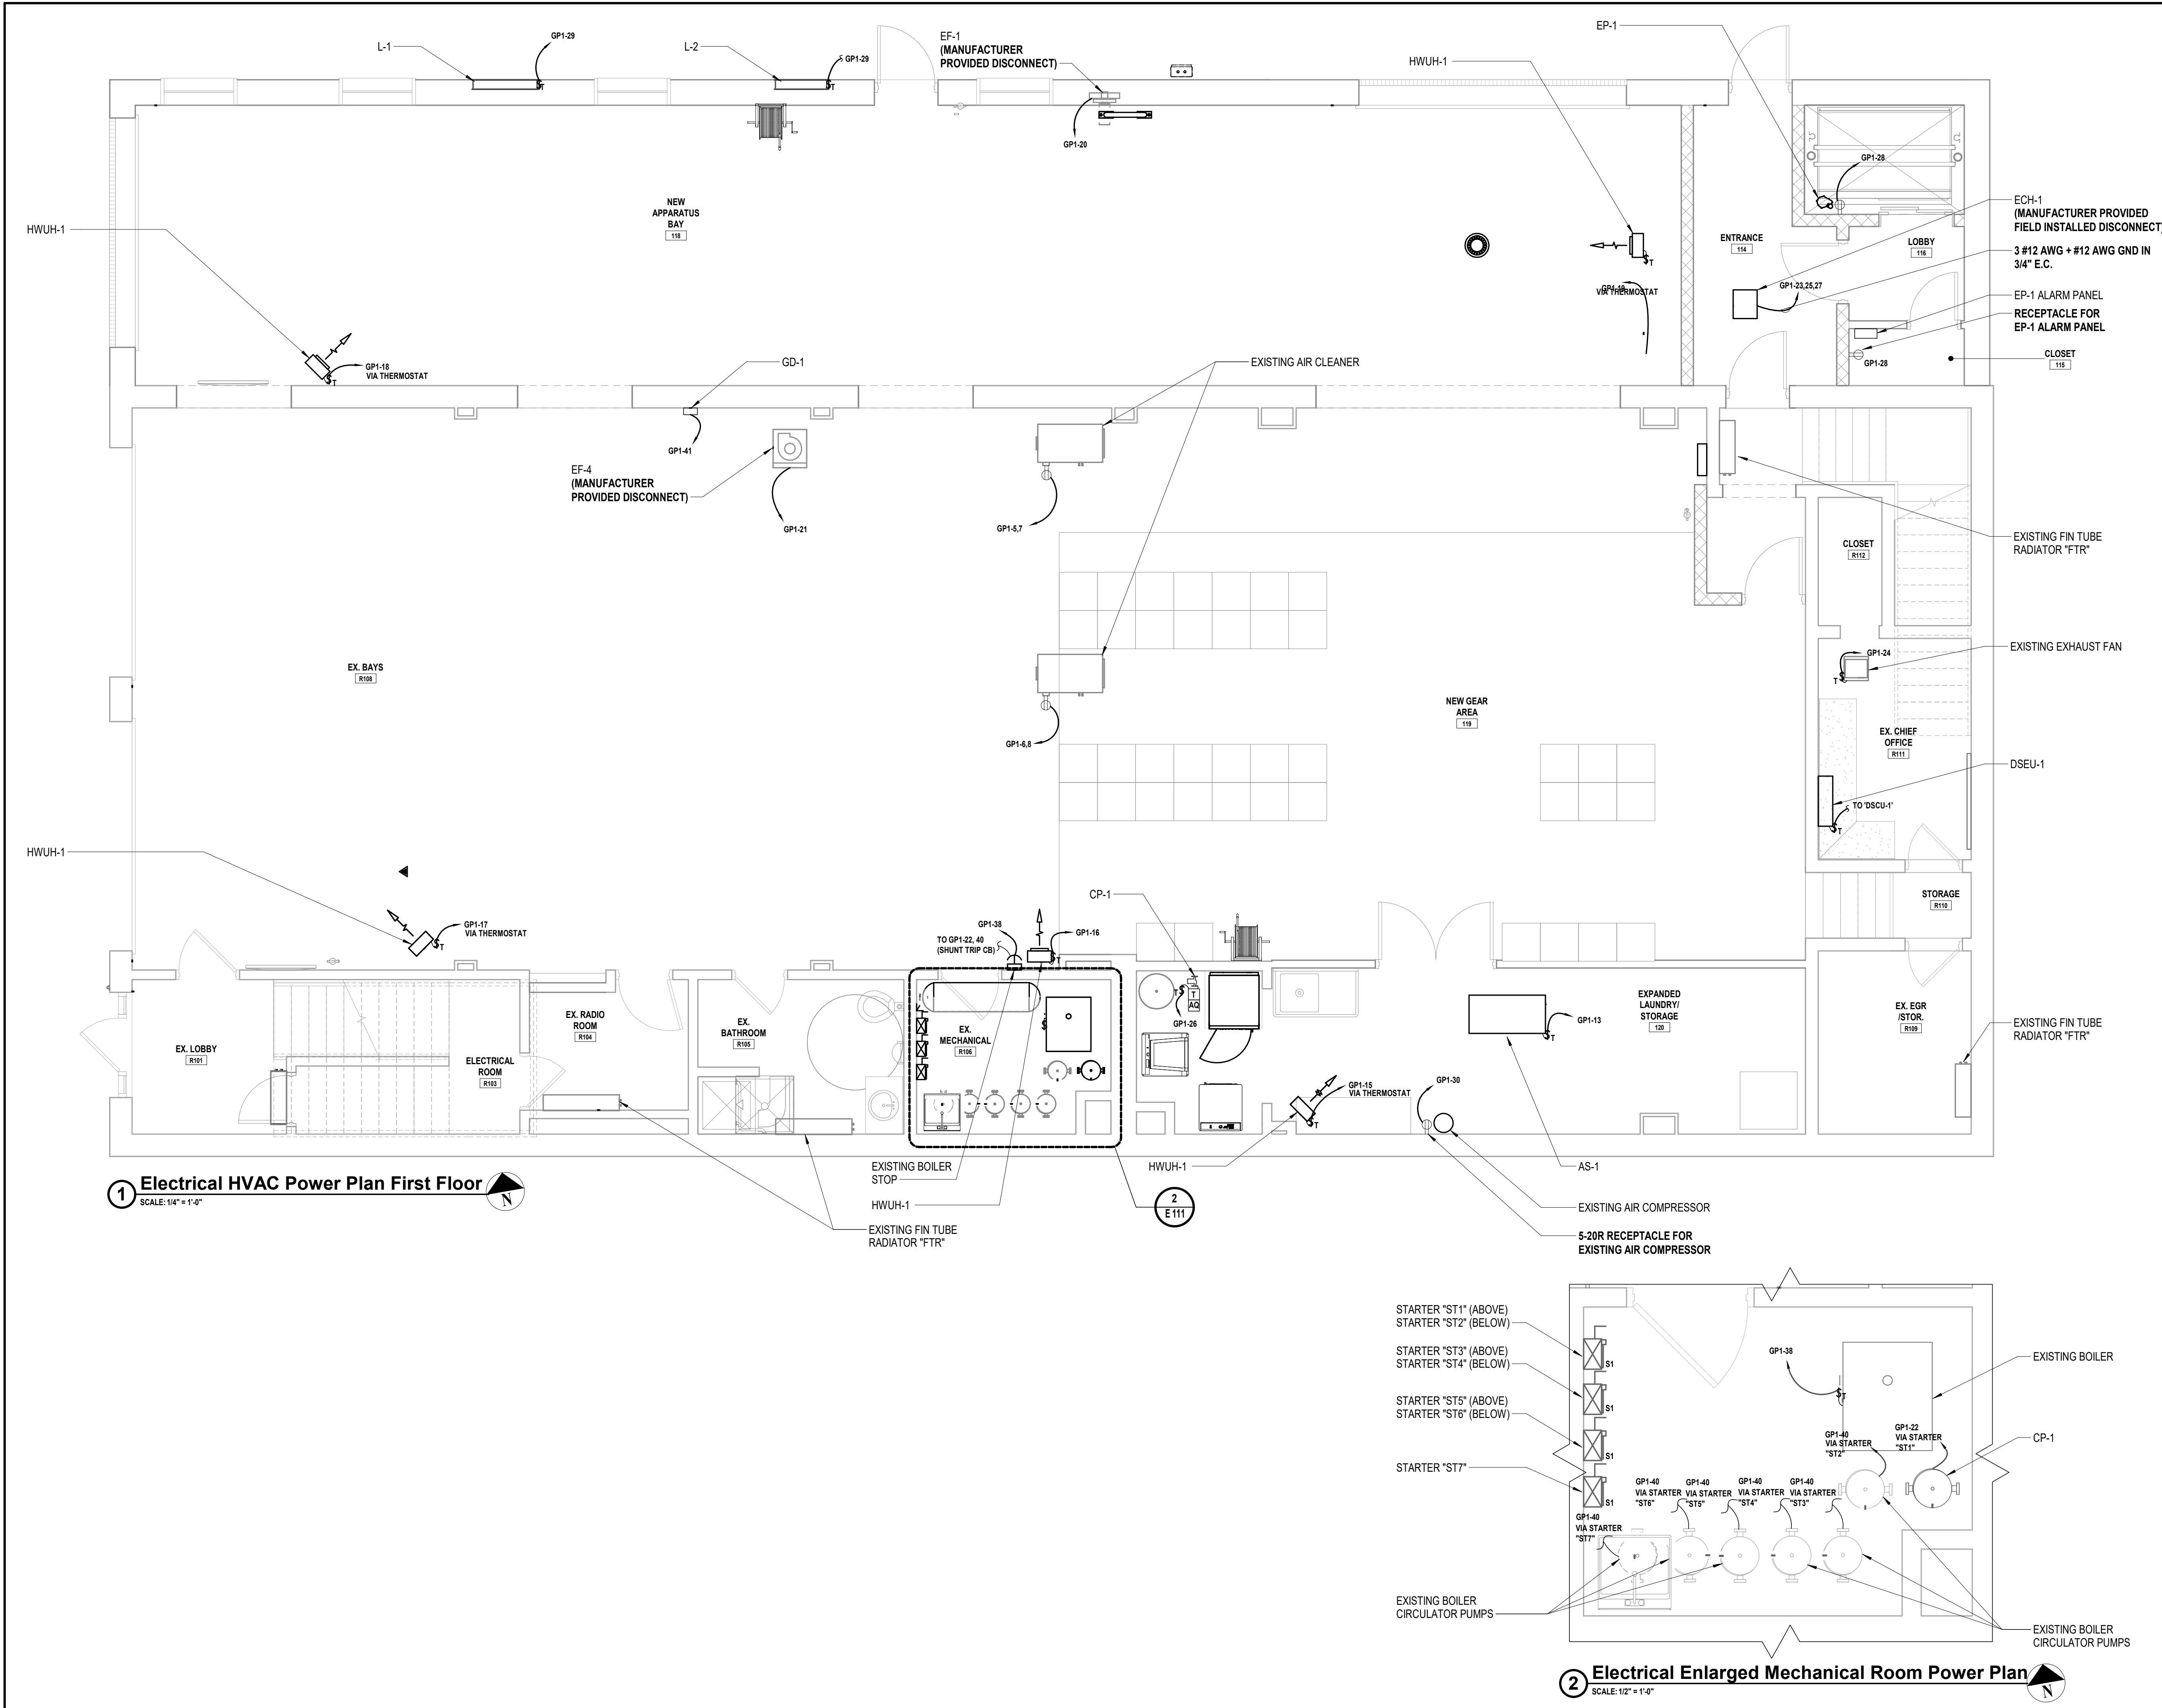 EP-1
GP1-29
L-1
L-2
GP1-29
EF-1
(MANUFACTURER
PROVIDED DISCONNECT)
HWUH-1
T
T
GP1-20
GP1-28
ECH-1
(MANUFACTURER PROVIDED
FIELD INSTALLED DISCONNECT)
NEW
APPARATUS
BAY
118
HWUH-1
ENTRANCE
114
LOBBY
116
3 #12 AWG + #12 AWG GND IN
3/4" E.C.
T
GP1-23,25,27
VIA THERMOSTAT
EP-1 ALARM PANEL
RECEPTACLE FOR
EP-1 ALARM PANEL
CLOSET
115
GP1-28
GP1-18
VIA THERMOSTAT
T
GD-1
EXISTING AIR CLEANER
GP1-41
EF-4
(MANUFACTURER
PROVIDED DISCONNECT)
GP1-21
GP1-5,7
EXISTING FIN TUBE
RADIATOR "FTR"
CLOSET
R112
EXISTING EXHAUST FAN
GP1-24
T
EX. BAYS
R108
NEW GEAR
AREA
119
EX. CHIEF
OFFICE
R111
GP1-6,8
DSEU-1
TO 'DSCU-1'
T
HWUH-1
CP-1
STORAGE
R110
GP1-17
VIA THERMOSTAT
T
GP1-38
GP1-16
TO GP1-22, 40
(SHUNT TRIP CB)
T
T
T
AQ
GP1-26
EXPANDED
LAUNDRY/
STORAGE
120
EX. EGR
/STOR.
R109
GP1-13
T
EX. RADIO
ROOM
R104
EX.
BATHROOM
R105
EX.
MECHANICAL
R106
EX. LOBBY
R101
ELECTRICAL
ROOM
R103
EXISTING FIN TUBE
RADIATOR "FTR"
GP1-15
VIA THERMOSTAT
T
GP1-30
EXISTING BOILER
STOP
HWUH-1
HWUH-1
AS-1
1
Electrical HVAC Power Plan First Floor
SCALE: 1/4" = 1'-0"
N
2
E 111
EXISTING FIN TUBE
RADIATOR "FTR"
EXISTING AIR COMPRESSOR
5-20R RECEPTACLE FOR
EXISTING AIR COMPRESSOR
STARTER "ST1" (ABOVE)
STARTER "ST2" (BELOW)
STARTER "ST3" (ABOVE)
STARTER "ST4" (BELOW)
STARTER "ST5" (ABOVE)
STARTER "ST6" (BELOW)
STARTER "ST7"
S1
S1
S1
S1
GP1-38
T
EXISTING BOILER
GP1-40
VIA STARTER
"ST2"
GP1-22
VIA STARTER
"ST1"
CP-1
GP1-40
VIA STARTER
"ST6"
GP1-40
VIA STARTER
"ST5"
GP1-40
VIA STARTER
"ST4"
GP1-40
VIA STARTER
"ST3"
GP1-40
VIA STARTER
"ST7"
EXISTING BOILER
CIRCULATOR PUMPS
EXISTING BOILER
CIRCULATOR PUMPS
2
Electrical Enlarged Mechanical Room Power Plan
SCALE: 1/2" = 1'-0"
N